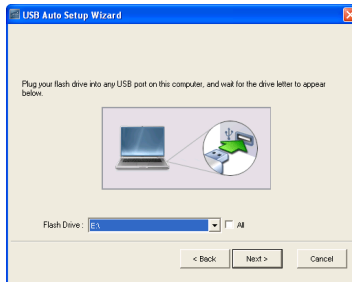 USB Auto Setup Wizard
Plug your flash drive into any USB port on this computer, and wait for the drive letter to appear
below.
Flash Drive : E:\ All
< Back Next > Cancel